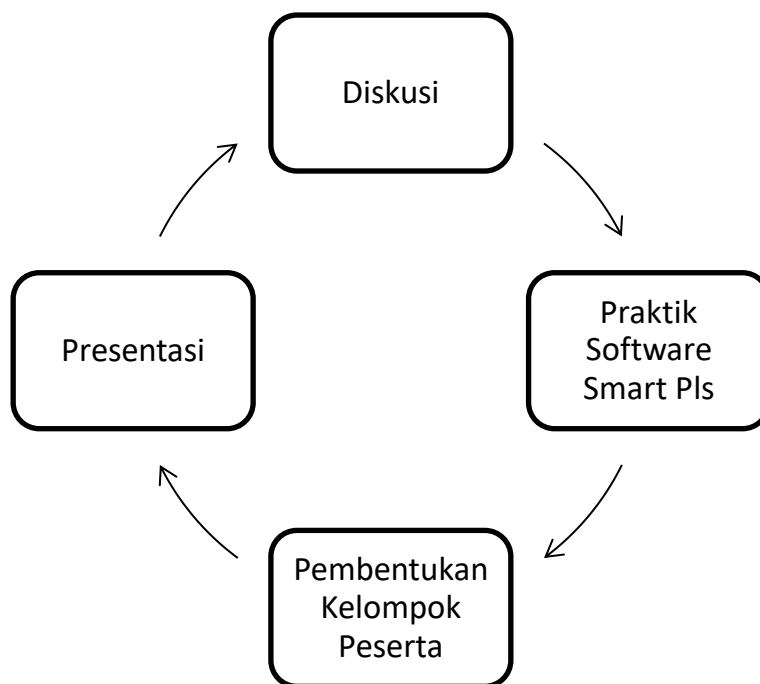 Diskusi
Praktik
Software
Smart Pls
Pembentukan
Kelompok
Peserta
Presentasi